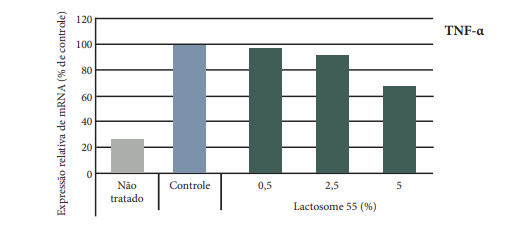 TNF-α
Expressão relativa de mRNA (% de controle)
120
100
80
60
40
20
0
Não tratado
Controle
0,5
2,5
5
Lactosome 55 (%)